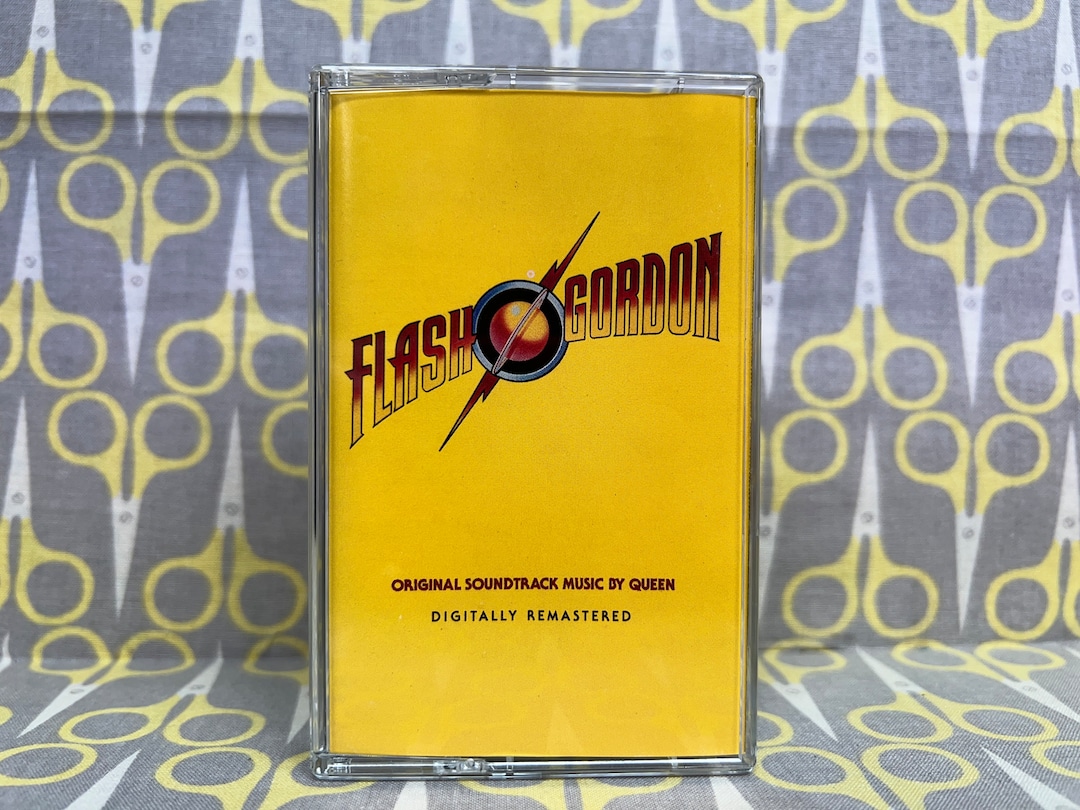 FLASH GORDON
ORIGINAL SOUNDTRACK MUSIC BY QUEEN
DIGITALLY REMASTERED